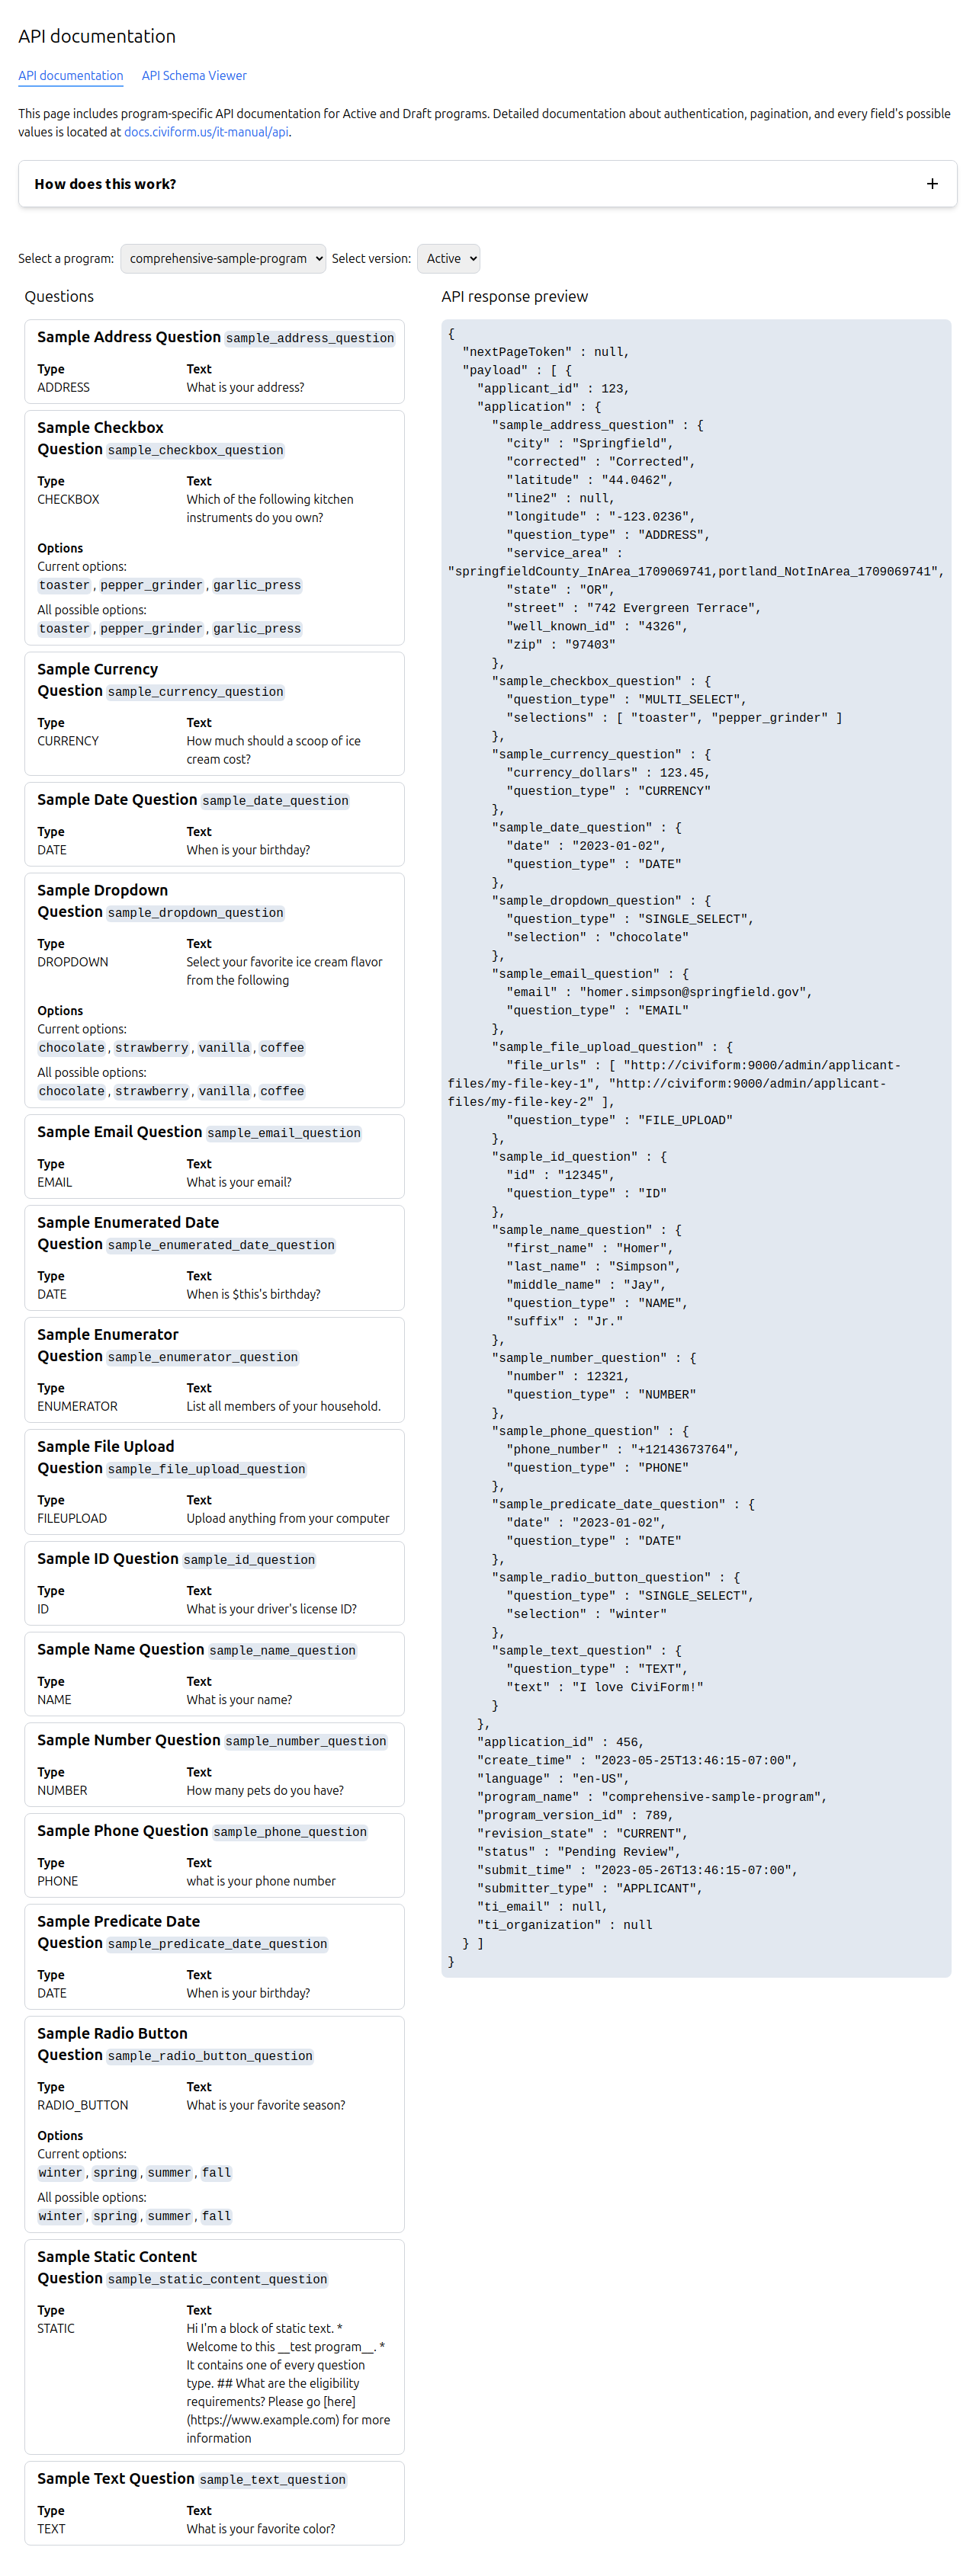 API documentation
API documentation API Schema Viewer
This page includes program-specific API documentation for Active and Draft programs. Detailed documentation about authentication, pagination, and every field's possible
values is located at docs.civiform.us/it-manual/api.
How does this work? +
Select a program: comprehensive-sample-program Select version: Active
Questions
Sample Address Question sample_address_question
Type Text
ADDRESS What is your address?
Sample Checkbox
Question sample_checkbox_question
Type Text
CHECKBOX Which of the following kitchen
instruments do you own?
Options
Current options:
toaster, pepper_grinder, garlic_press
All possible options:
toaster, pepper_grinder, garlic_press
Sample Currency
Question sample_currency_question
Type Text
CURRENCY How much should a scoop of ice
cream cost?
Sample Date Question sample_date_question
Type Text
DATE When is your birthday?
Sample Dropdown
Question sample_dropdown_question
Type Text
DROPDOWN Select your favorite ice cream flavor
from the following
Options
Current options:
chocolate, strawberry, vanilla, coffee
All possible options:
chocolate, strawberry, vanilla, coffee
Sample Email Question sample_email_question
Type Text
EMAIL What is your email?
Sample Enumerated Date
Question sample_enumerated_date_question
Type Text
DATE When is $this's birthday?
Sample Enumerator
Question sample_enumerator_question
Type Text
ENUMERATOR List all members of your household.
Sample File Upload
Question sample_file_upload_question
Type Text
FILEUPLOAD Upload anything from your computer
Sample ID Question sample_id_question
Type Text
ID What is your driver's license ID?
Sample Name Question sample_name_question
Type Text
NAME What is your name?
Sample Number Question sample_number_question
Type Text
NUMBER How many pets do you have?
Sample Phone Question sample_phone_question
Type Text
PHONE what is your phone number
Sample Predicate Date
Question sample_predicate_date_question
Type Text
DATE When is your birthday?
Sample Radio Button
Question sample_radio_button_question
Type Text
RADIO_BUTTON What is your favorite season?
Options
Current options:
winter, spring, summer, fall
All possible options:
winter, spring, summer, fall
Sample Static Content
Question sample_static_content_question
Type Text
STATIC Hi I'm a block of static text. *
Welcome to this __test program__. *
It contains one of every question
type. ## What are the eligibility
requirements? Please go [here]
(https://www.example.com) for more
information
Sample Text Question sample_text_question
Type Text
TEXT What is your favorite color?
API response preview
{
  "nextPageToken" : null,
  "payload" : [ {
    "applicant_id" : 123,
    "application" : {
      "sample_address_question" : {
        "city" : "Springfield",
        "corrected" : "Corrected",
        "latitude" : "44.0462",
        "line2" : null,
        "longitude" : "-123.0236",
        "question_type" : "ADDRESS",
        "service_area" :
"springfieldCounty_InArea_1709069741,portland_NotInArea_1709069741",
        "state" : "OR",
        "street" : "742 Evergreen Terrace",
        "well_known_id" : "4326",
        "zip" : "97403"
      },
      "sample_checkbox_question" : {
        "question_type" : "MULTI_SELECT",
        "selections" : [ "toaster", "pepper_grinder" ]
      },
      "sample_currency_question" : {
        "currency_dollars" : 123.45,
        "question_type" : "CURRENCY"
      },
      "sample_date_question" : {
        "date" : "2023-01-02",
        "question_type" : "DATE"
      },
      "sample_dropdown_question" : {
        "question_type" : "SINGLE_SELECT",
        "selection" : "chocolate"
      },
      "sample_email_question" : {
        "email" : "homer.simpson@springfield.gov",
        "question_type" : "EMAIL"
      },
      "sample_file_upload_question" : {
        "file_urls" : [ "http://civiform:9000/admin/applicant-
files/my-file-key-1", "http://civiform:9000/admin/applicant-
files/my-file-key-2" ],
        "question_type" : "FILE_UPLOAD"
      },
      "sample_id_question" : {
        "id" : "12345",
        "question_type" : "ID"
      },
      "sample_name_question" : {
        "first_name" : "Homer",
        "last_name" : "Simpson",
        "middle_name" : "Jay",
        "question_type" : "NAME",
        "suffix" : "Jr."
      },
      "sample_number_question" : {
        "number" : 12321,
        "question_type" : "NUMBER"
      },
      "sample_phone_question" : {
        "phone_number" : "+12143673764",
        "question_type" : "PHONE"
      },
      "sample_predicate_date_question" : {
        "date" : "2023-01-02",
        "question_type" : "DATE"
      },
      "sample_radio_button_question" : {
        "question_type" : "SINGLE_SELECT",
        "selection" : "winter"
      },
      "sample_text_question" : {
        "question_type" : "TEXT",
        "text" : "I love CiviForm!"
      }
    },
    "application_id" : 456,
    "create_time" : "2023-05-25T13:46:15-07:00",
    "language" : "en-US",
    "program_name" : "comprehensive-sample-program",
    "program_version_id" : 789,
    "revision_state" : "CURRENT",
    "status" : "Pending Review",
    "submit_time" : "2023-05-26T13:46:15-07:00",
    "submitter_type" : "APPLICANT",
    "ti_email" : null,
    "ti_organization" : null
  } ]
}